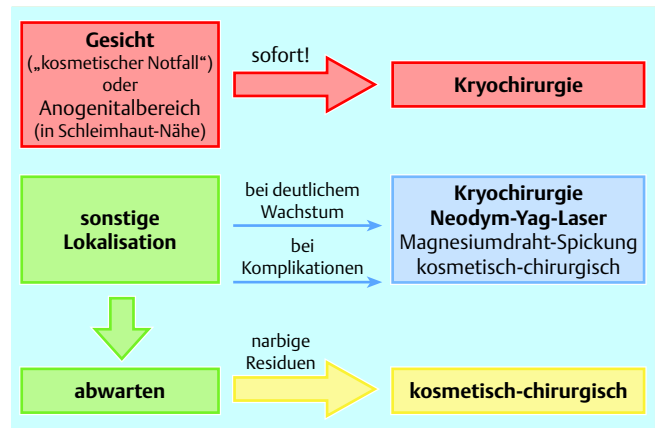 Gesicht
(„kosmetischer Notfall“)
oder
Anogenitalbereich
(in Schleimhaut-Nähe)
sofort!
Kryochirurgie
sonstige
Lokalisation
bei deutlichem
Wachstum
bei
Komplikationen
Kryochirurgie
Neodym-Yag-Laser
Magnesiumdraht-Spickung
kosmetisch-chirurgisch
abwarten
narbige
Residuen
kosmetisch-chirurgisch